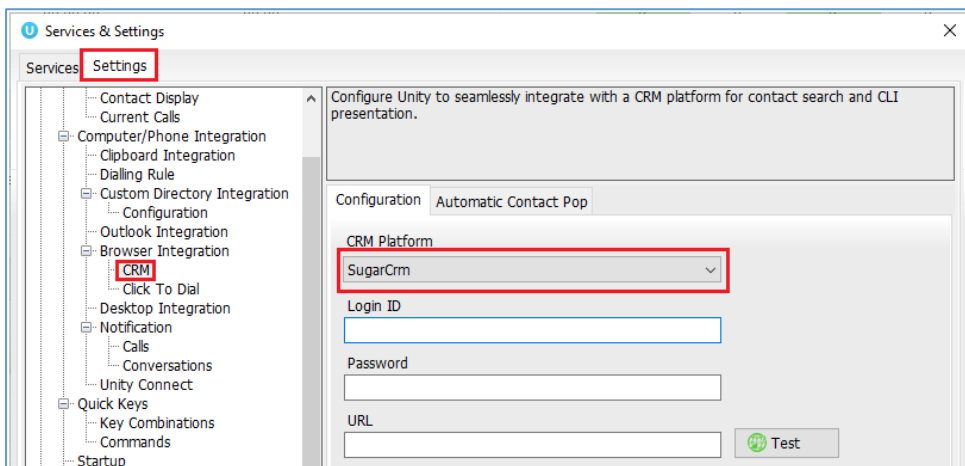 Services & Settings
Services
Settings
Contact Display
Current Calls
Computer/Phone Integration
Clipboard Integration
Dialling Rule
Custom Directory Integration
Configuration
Outlook Integration
Browser Integration
CRM
Click To Dial
Desktop Integration
Notification
Calls
Conversations
Unity Connect
Quick Keys
Key Combinations
Commands
Startup
Configure Unity to seamlessly integrate with a CRM platform for contact search and CLI
presentation.
Configuration
Automatic Contact Pop
CRM Platform
SugarCrm
Login ID
Password
URL
Test